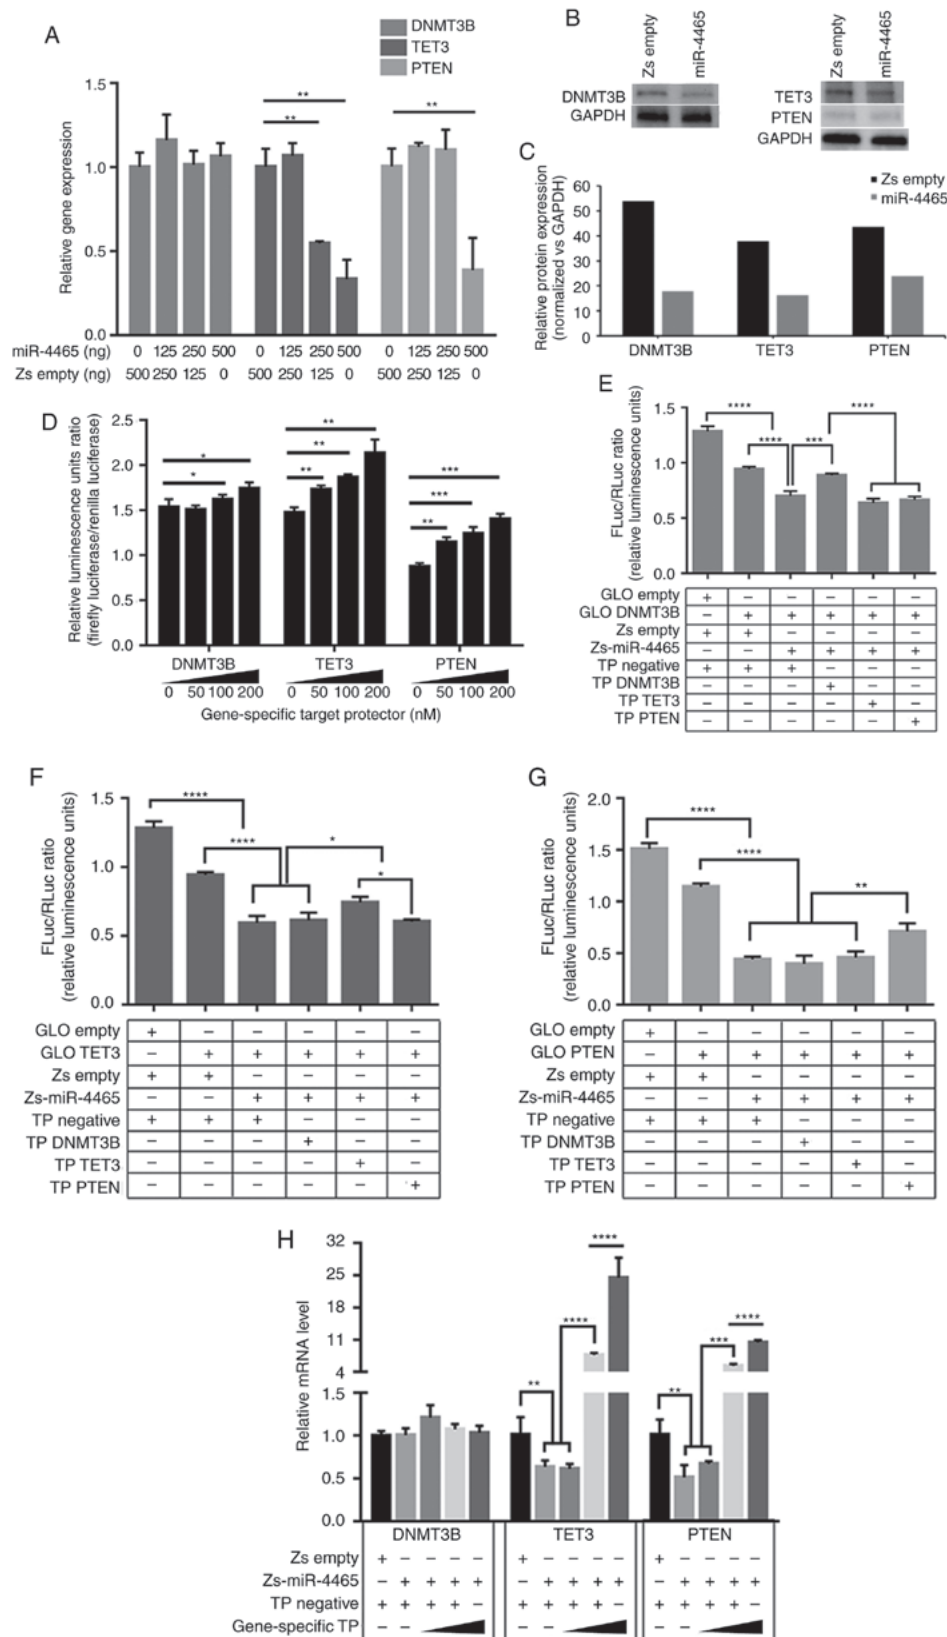 A
DNMT3B
TET3
PTEN
Relative gene expression
1.5
1.0
0.5
0.0
** ** **
miR-4465 (ng) 0 125 250 500 0 125 250 500 0 125 250 500
Zs empty (ng) 500 250 125 0 500 250 125 0 500 250 125 0
B
Zs empty miR-4465 Zs empty miR-4465
DNMT3B
GAPDH
TET3
PTEN
GAPDH
C
Zs empty
miR-4465
Relative protein expression
(normalized vs GAPDH)
60
50
40
30
20
10
0
DNMT3B TET3 PTEN
D
Relative luminescence units ratio
(firefly luciferase/renilla luciferase)
2.5
2.0
1.5
1.0
0.5
0.0
* * ** ** ** *** *** **
DNMT3B TET3 PTEN
0 50 100 200 0 50 100 200 0 50 100 200
Gene-specific target protector (nM)
E
FLuc/RLuc ratio
(relative luminescence units)
1.5
1.0
0.5
0.0
**** **** *** ****
GLO empty + – – – – –
GLO DNMT3B – + + + + +
Zs empty + + – – – –
Zs-miR-4465 – – + + + +
TP negative + + + – – –
TP DNMT3B – – – + – –
TP TET3 – – – – + –
TP PTEN – – – – – +
F
FLuc/RLuc ratio
(relative luminescence units)
1.5
1.0
0.5
0.0
**** **** * *
GLO empty + – – – – –
GLO TET3 – + + + + +
Zs empty + + – – – –
Zs-miR-4465 – – + + + +
TP negative + + + – – –
TP DNMT3B – – – + – –
TP TET3 – – – – + –
TP PTEN – – – – – +
G
FLuc/RLuc ratio
(relative luminescence units)
2.0
1.5
1.0
0.5
0.0
**** **** **
GLO empty + – – – – –
GLO PTEN – + + + + +
Zs empty + + – – – –
Zs-miR-4465 – – + + + +
TP negative + + + – – –
TP DNMT3B – – – + – –
TP TET3 – – – – + –
TP PTEN – – – – – +
H
Relative mRNA level
32
25
18
11
4
1.5
1.0
0.5
0.0
** **** **** ** *** ****
DNMT3B TET3 PTEN
Zs empty + – – – – + – – – – + – – – –
Zs-miR-4465 – + + + + – + + + + – + + + +
TP negative + + + + – + + + + – + + + + –
Gene-specific TP – – – – – –